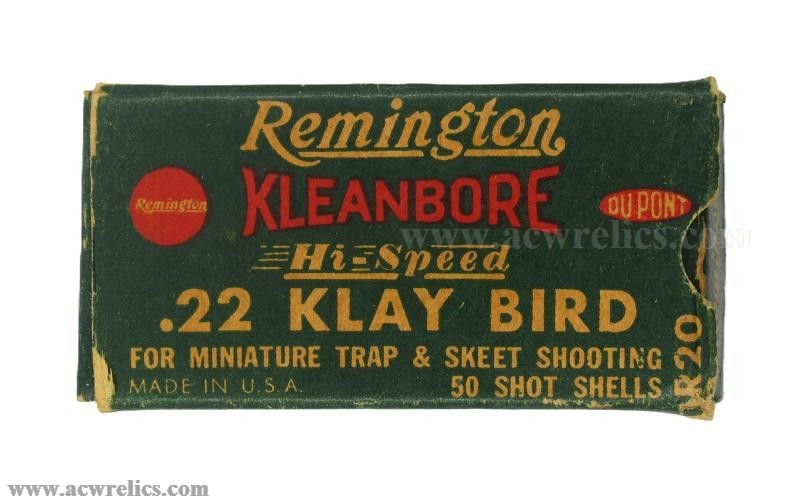 Remington
Remington
KLEANBORE
DU PONT
www.acwrelics.com
Hi-Speed
.22 KLAY BIRD
FOR MINIATURE TRAP & SKEET SHOOTING
MADE IN U.S.A.
50 SHOT SHELLS
R20
www.acwrelics.com